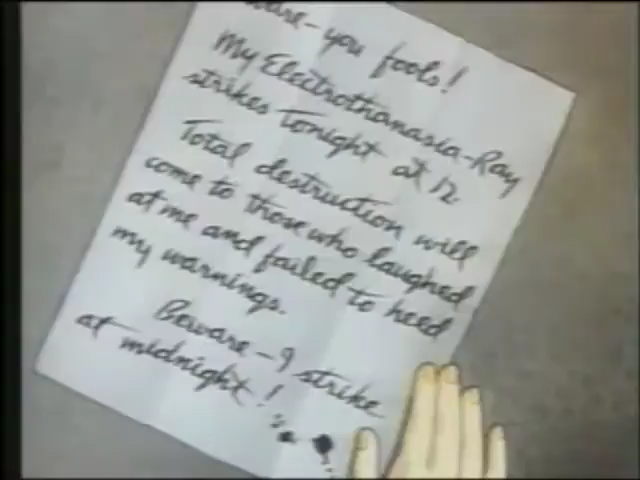 ware-you fools!
My Electrothanasia-Ray
strikes tonight at 12.
Total destruction will
come to those who laughed
at me and failed to heed
my warnings.
Beware-I strike
at midnight!